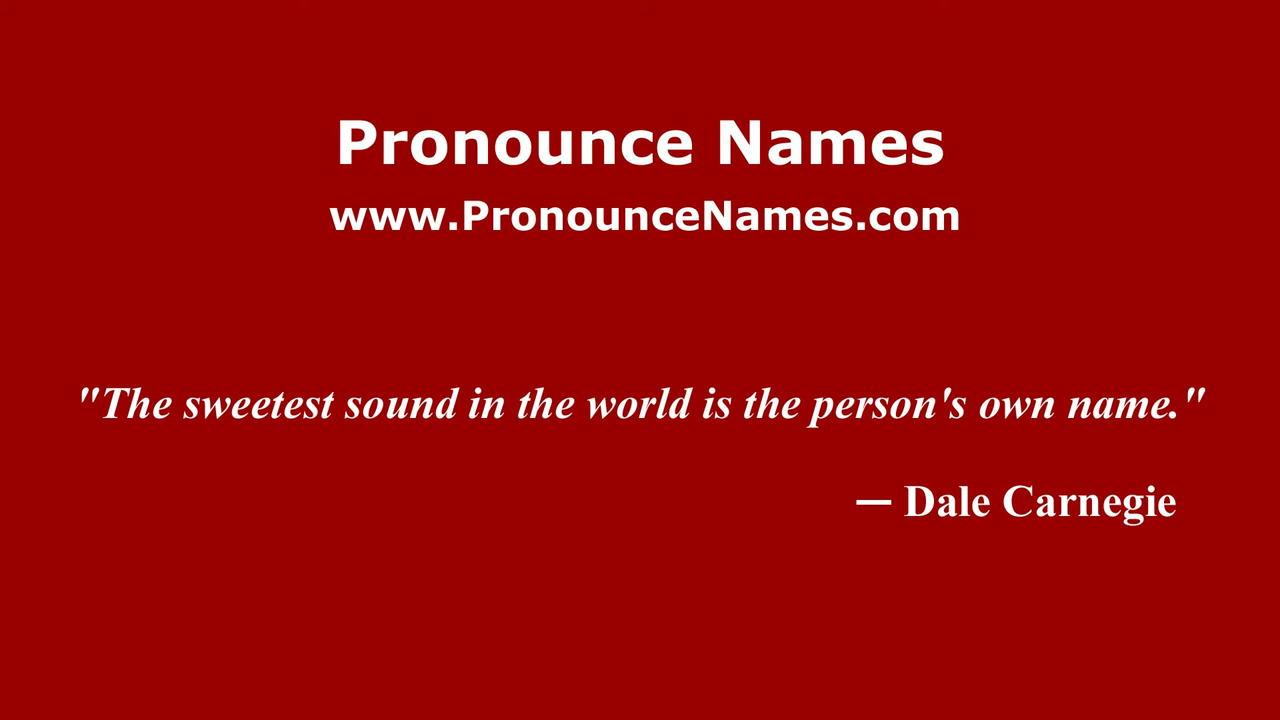 Pronounce Names
www.PronounceNames.com
"The sweetest sound in the world is the person's own name."
— Dale Carnegie